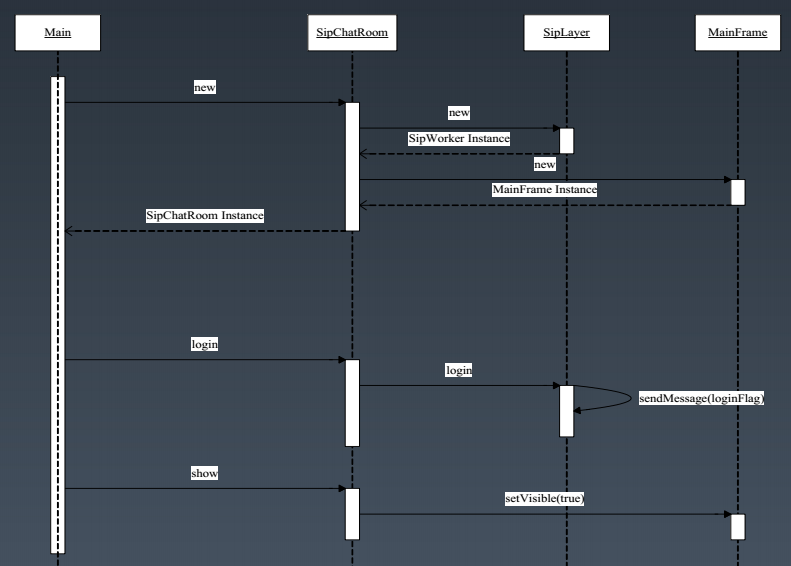 Main
SipChatRoom
SipLayer
MainFrame
new
new
SipWorker Instance
new
MainFrame Instance
SipChatRoom Instance
login
login
sendMessage(loginFlag)
show
setVisible(true)